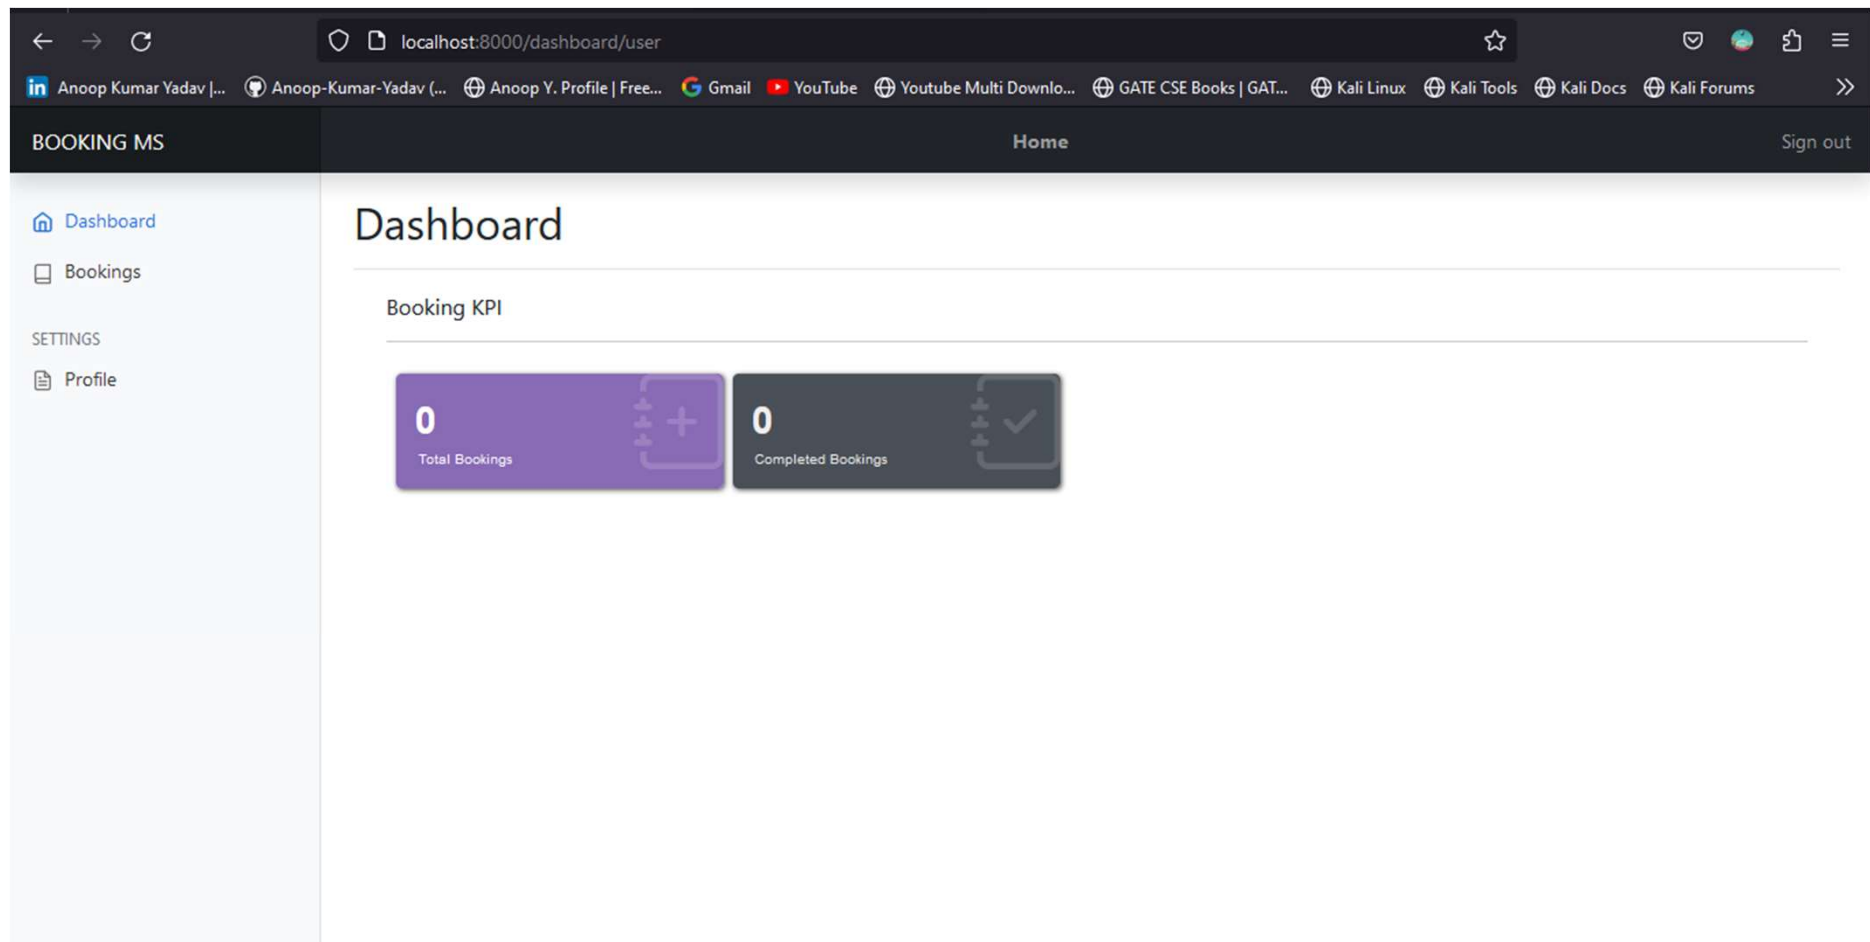 localhost:8000/dashboard/user
Anoop Kumar Yadav |... Anoop-Kumar-Yadav (... Anoop Y. Profile | Free... Gmail YouTube Youtube Multi Downlo... GATE CSE Books | GAT... Kali Linux Kali Tools Kali Docs Kali Forums
BOOKING MS Home Sign out
Dashboard
Bookings
SETTINGS
Profile
Dashboard
Booking KPI
0
Total Bookings
0
Completed Bookings